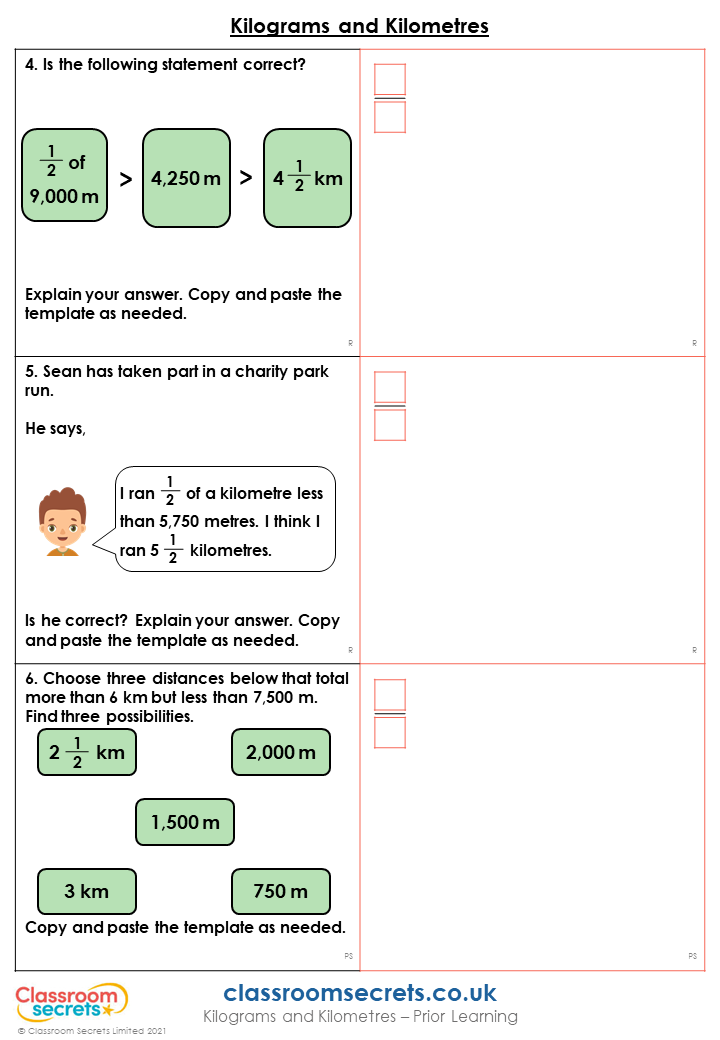 Kilograms and Kilometres
4. Is the following statement correct?
1/2 of
9,000 m
>
4,250 m
>
4 1/2 km
Explain your answer. Copy and paste the
template as needed.
R
R
5. Sean has taken part in a charity park
run.
He says,
I ran 1/2 of a kilometre less
than 5,750 metres. I think I
ran 5 1/2 kilometres.
Is he correct? Explain your answer. Copy
and paste the template as needed.
R
R
6. Choose three distances below that total
more than 6 km but less than 7,500 m.
Find three possibilities.
2 1/2 km
2,000 m
1,500 m
3 km
750 m
Copy and paste the template as needed.
PS
PS
Classroom
secrets
© Classroom Secrets Limited 2021
classroomsecrets.co.uk
Kilograms and Kilometres – Prior Learning